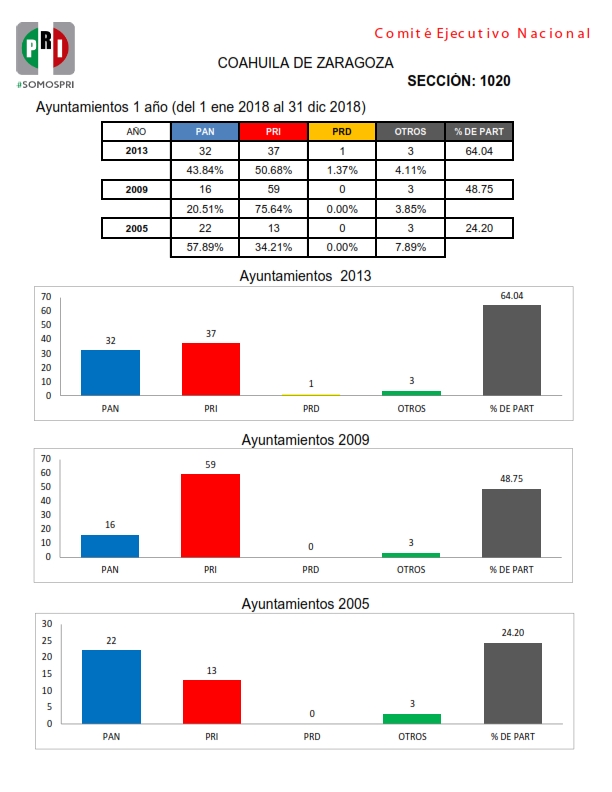 Comité Ejecutivo Nacional
PRI
#SOMOSPRI
COAHUILA DE ZARAGOZA
SECCIÓN: 1020
Ayuntamientos 1 año (del 1 ene 2018 al 31 dic 2018)
AÑO PAN PRI PRD OTROS % DE PART
2013 32 37 1 3 64.04
43.84% 50.68% 1.37% 4.11%
2009 16 59 0 3 48.75
20.51% 75.64% 0.00% 3.85%
2005 22 13 0 3 24.20
57.89% 34.21% 0.00% 7.89%
Ayuntamientos 2013
70
60
50
40
30
20
10
0
32 37 1 3 64.04
PAN PRI PRD OTROS % DE PART
Ayuntamientos 2009
70
60
50
40
30
20
10
0
16 59 0 3 48.75
PAN PRI PRD OTROS % DE PART
Ayuntamientos 2005
30
25
20
15
10
5
0
22 13 0 3 24.20
PAN PRI PRD OTROS % DE PART